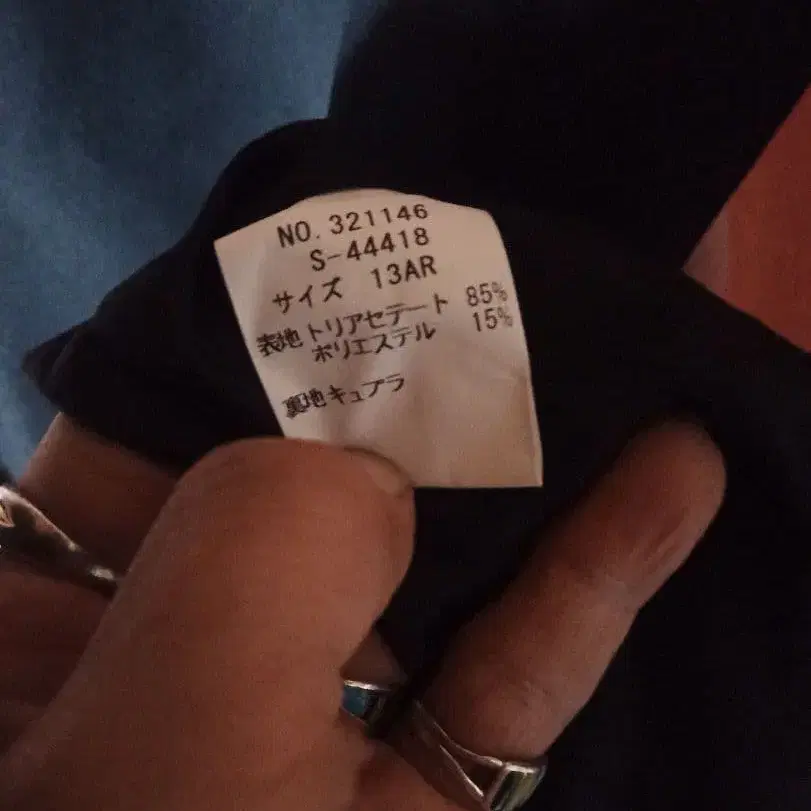 NO. 321146
S-44418
サイズ 13AR
表地 トリアセテート 85%
ポリエステル 15%
裏地 キュプラ